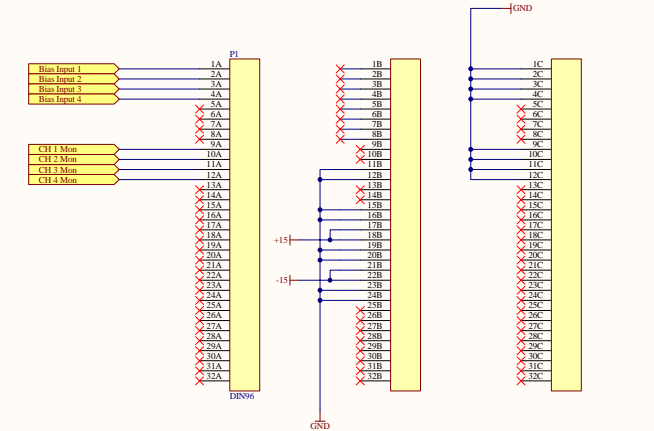 GND
P1
Bias Input 1 1A 1B 1C
Bias Input 2 2A 2B 2C
Bias Input 3 3A 3B 3C
Bias Input 4 4A 4B 4C
5A 5B 5C
6A 6B 6C
7A 7B 7C
8A 8B 8C
CH 1 Mon 9A 9B 9C
CH 2 Mon 10A 10B 10C
CH 3 Mon 11A 11B 11C
CH 4 Mon 12A 12B 12C
13A 13B 13C
14A 14B 14C
15A 15B 15C
16A 16B 16C
17A 17B 17C
18A +15 18B 18C
19A 19B 19C
20A 20B 20C
21A 21B 21C
22A -15 22B 22C
23A 23B 23C
24A 24B 24C
25A 25B 25C
26A 26B 26C
27A 27B 27C
28A 28B 28C
29A 29B 29C
30A 30B 30C
31A 31B 31C
32A 32B 32C
DIN96
GND